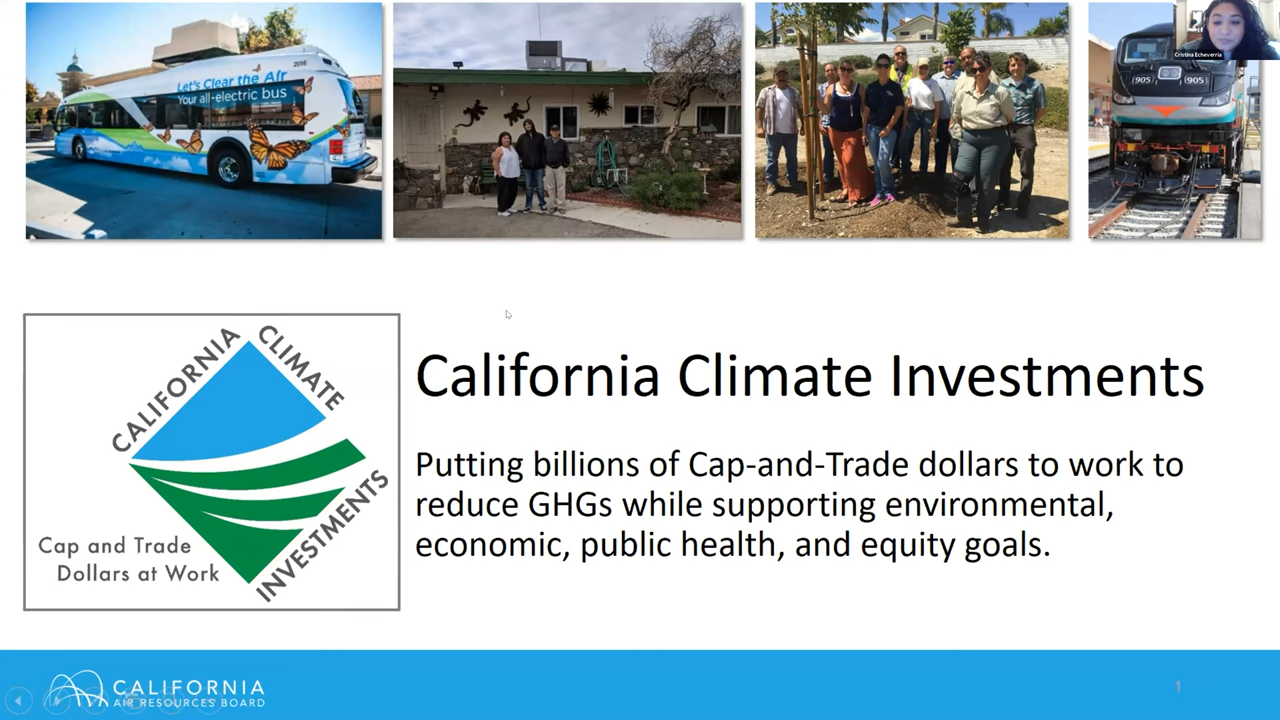 Cristina Echeverria
2016
Let's Clear the Air
Your all-electric bus
905
905
CALIFORNIA
CLIMATE
INVESTMENTS
Cap and Trade
Dollars at Work
California Climate Investments
Putting billions of Cap-and-Trade dollars to work to
reduce GHGs while supporting environmental,
economic, public health, and equity goals.
CALIFORNIA
AIR RESOURCES BOARD
1